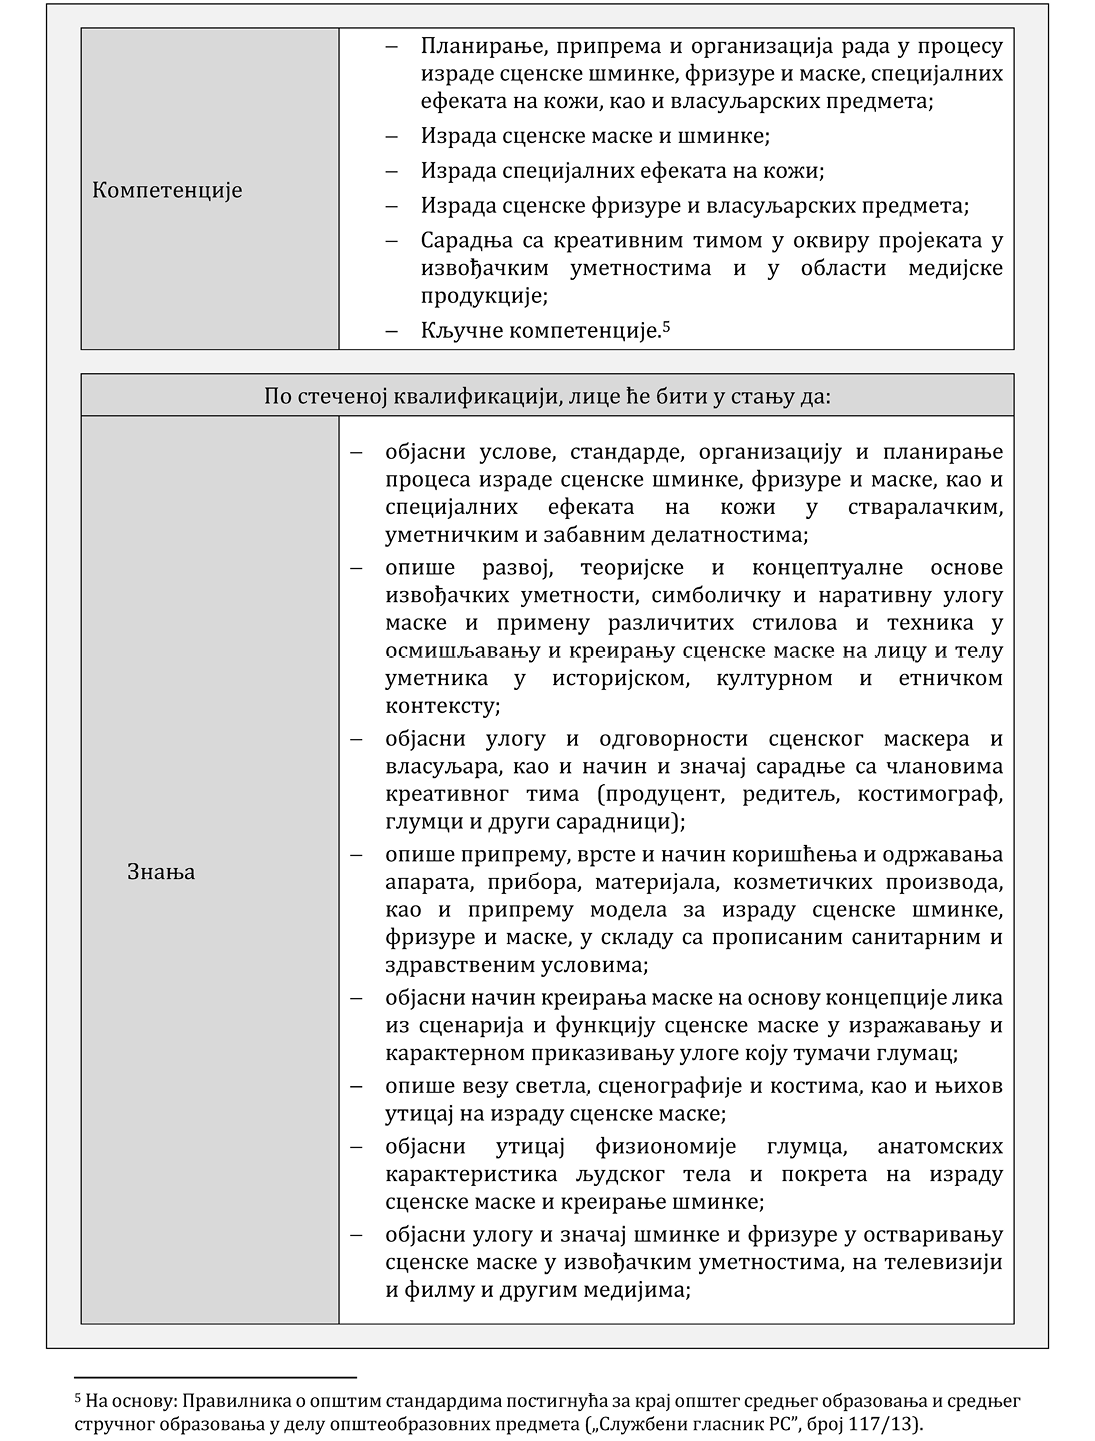 – Планирање, припрема и организација рада у процесу
израде сценске шминке, фризуре и маске, специјалних
ефеката на кожи, као и власуљарских предмета;
– Израда сценске маске и шминке;
– Израда специјалних ефеката на кожи;
Компетенције
– Израда сценске фризуре и власуљарских предмета;
– Сарадња са креативним тимом у оквиру пројеката у
извођачким уметностима и у области медијске
продукције;
– Кључне компетенције.⁵
По стеченој квалификацији, лице ће бити у стању да:
– објасни услове, стандарде, организацију и планирање
процеса израде сценске шминке, фризуре и маске, као и
специјалних ефеката на кожи у стваралачким,
уметничким и забавним делатностима;
– опише развој, теоријске и концептуалне основе
извођачких уметности, симболичку и наративну улогу
маске и примену различитих стилова и техника у
осмишљавању и креирању сценске маске на лицу и телу
уметника у историјском, културном и етничком
контексту;
– објасни улогу и одговорности сценског маскера и
власуљара, као и начин и значај сарадње са члановима
креативног тима (продуцент, редитељ, костимограф,
глумци и други сарадници);
– опише припрему, врсте и начин коришћења и одржавања
Знања
апарата, прибора, материјала, козметичких производа,
као и припрему модела за израду сценске шминке,
фризуре и маске, у складу са прописаним санитарним и
здравственим условима;
– објасни начин креирања маске на основу концепције лика
из сценарија и функцију сценске маске у изражавању и
карактерном приказивању улоге коју тумачи глумац;
– опише везу светла, сценографије и костима, као и њихов
утицај на израду сценске маске;
– објасни утицај физиономије глумца, анатомских
карактеристика људског тела и покрета на израду
сценске маске и креирање шминке;
– објасни улогу и значај шминке и фризуре у остваривању
сценске маске у извођачким уметностима, на телевизији
и филму и другим медијима;
⁵ На основу: Правилника о општим стандардима постигнућа за крај општег средњег образовања и средњег
стручног образовања у делу општеобразовних предмета („Службени гласник РС”, број 117/13).